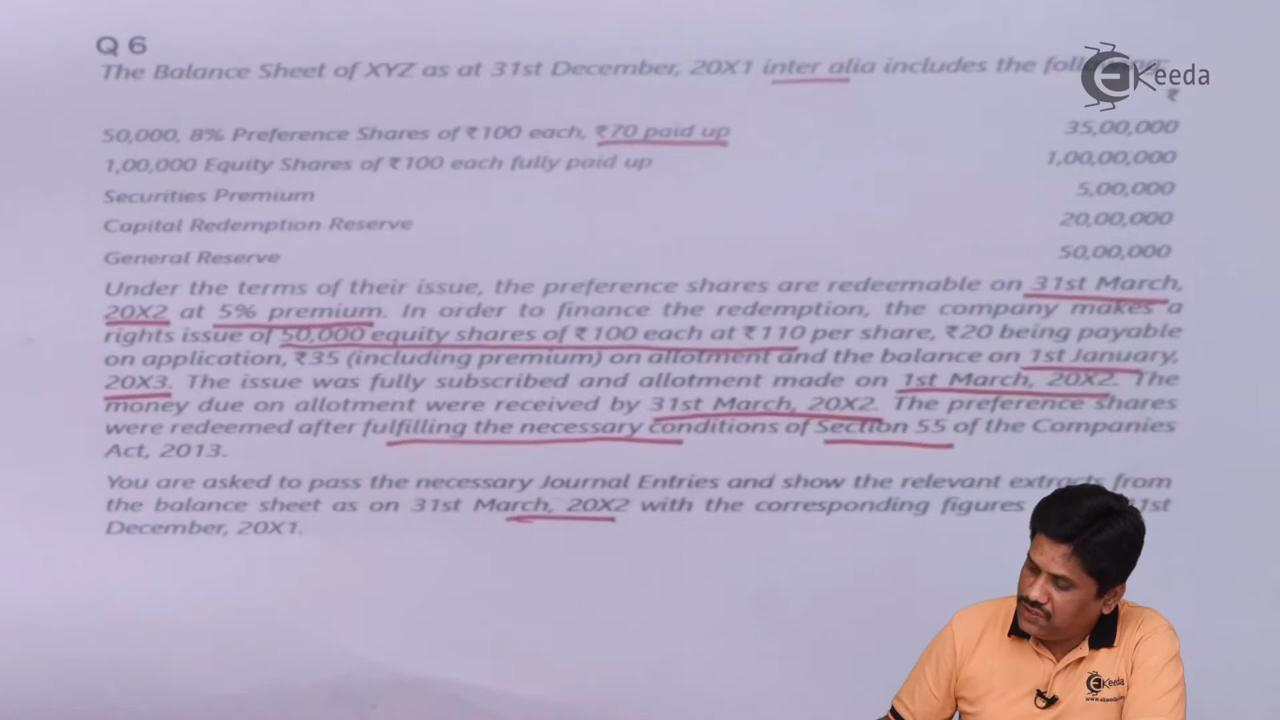 Q 6
The Balance Sheet of XYZ as at 31st December, 20X1 inter alia includes the
₹
50,000, 8% Preference Shares of ₹100 each, ₹70 paid up 35,00,000
1,00,000 Equity Shares of ₹100 each fully paid up 1,00,00,000
Securities Premium 5,00,000
Capital Redemption Reserve 20,00,000
General Reserve 50,00,000
Under the terms of their issue, the preference shares are redeemable on 31st March,
20X2 at 5% premium. In order to finance the redemption, the company makes a
rights issue of 50,000 equity shares of ₹100 each at ₹110 per share, ₹20 being payable
on application, ₹35 (including premium) on allotment and the balance on 1st January,
20X3. The issue was fully subscribed and allotment made on 1st March, 20X2. The
money due on allotment were received by 31st March, 20X2. The preference shares
were redeemed after fulfilling the necessary conditions of Section 55 of the Companies
Act, 2013.
You are asked to pass the necessary Journal Entries and show the relevant extracts from
the balance sheet as on 31st March, 20X2 with the corresponding figures
December, 20X1.
eKeeda
eKeeda